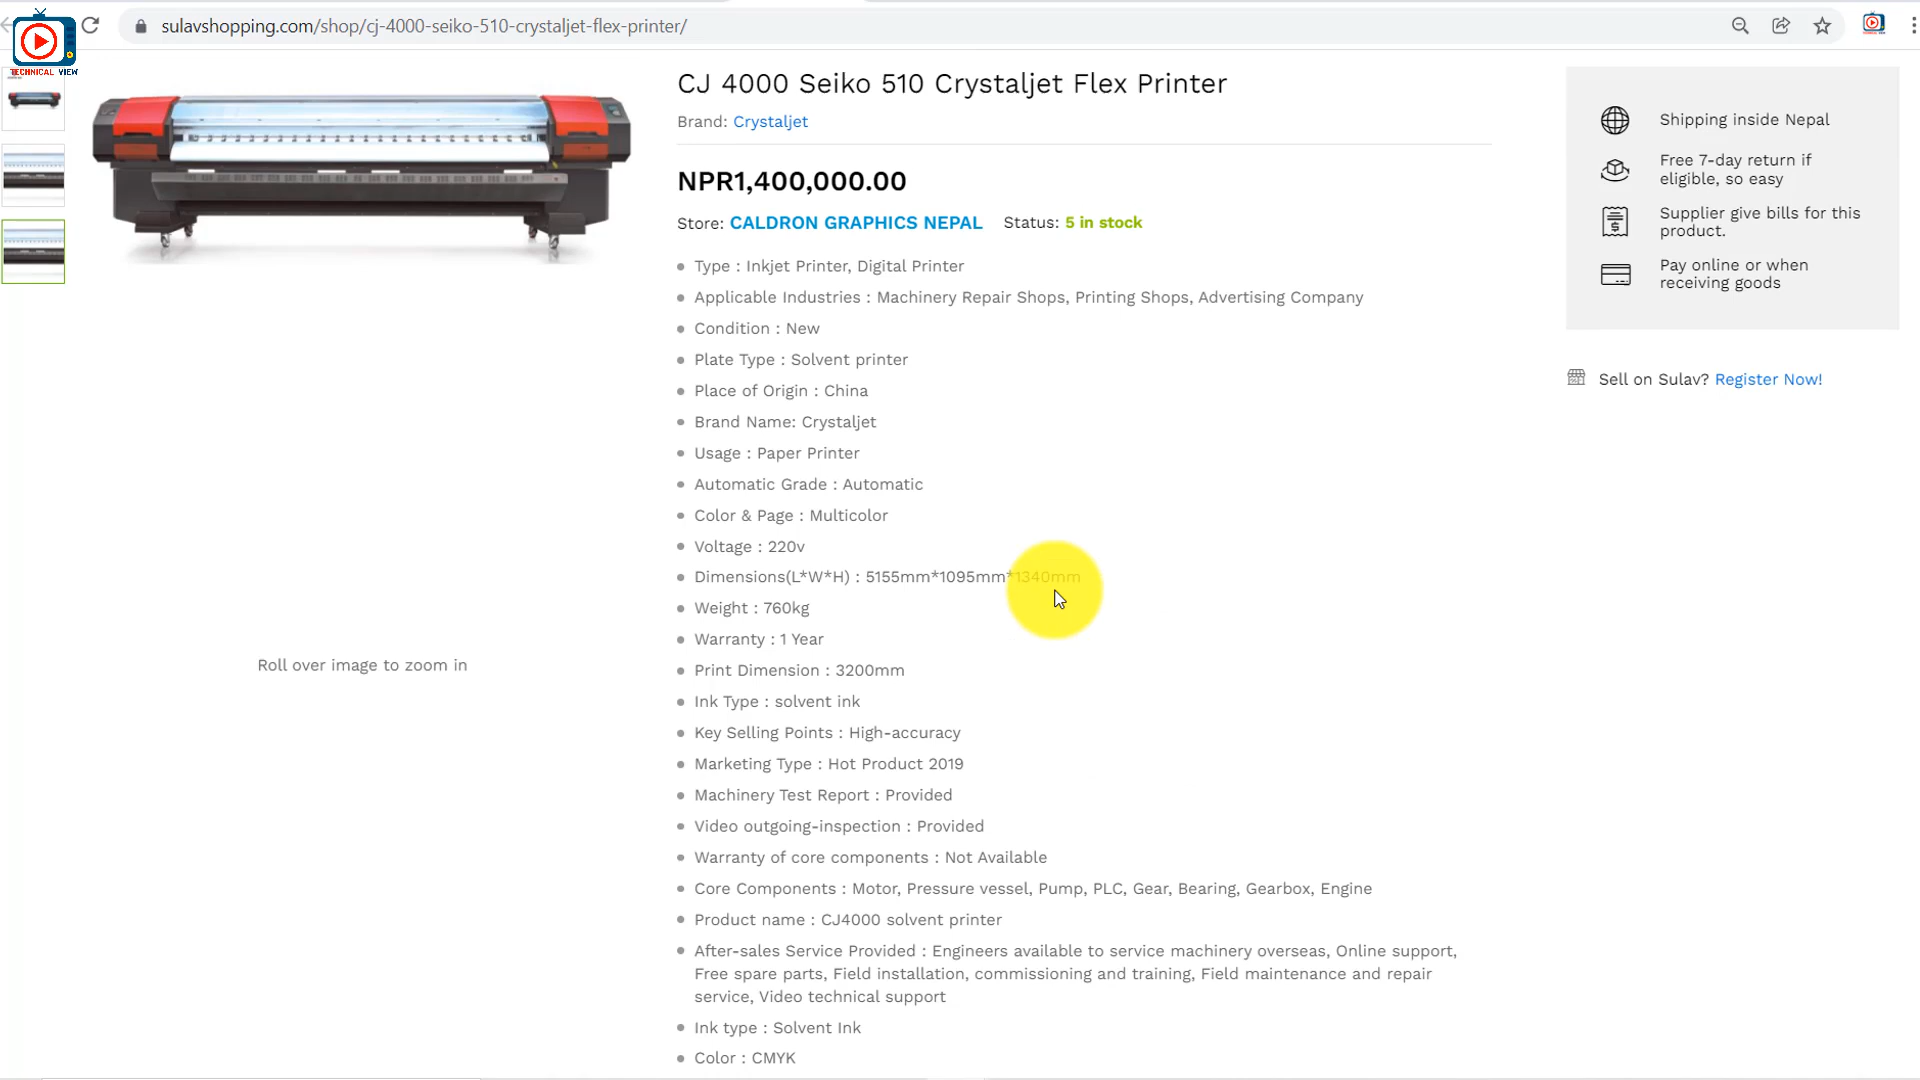 sulavshopping.com/shop/cj-4000-seiko-510-crystaljet-flex-printer/
TECHNICAL VIEW
CJ 4000 Seiko 510 Crystaljet Flex Printer
Brand: Crystaljet
NPR1,400,000.00
Store: CALDRON GRAPHICS NEPAL Status: 5 in stock
Type : Inkjet Printer, Digital Printer
Applicable Industries : Machinery Repair Shops, Printing Shops, Advertising Company
Condition : New
Plate Type : Solvent printer
Place of Origin : China
Brand Name: Crystaljet
Usage : Paper Printer
Automatic Grade : Automatic
Color & Page : Multicolor
Voltage : 220v
Dimensions(L*W*H) : 5155mm*1095mm*1340mm
Weight : 760kg
Warranty : 1 Year
Print Dimension : 3200mm
Ink Type : solvent ink
Key Selling Points : High-accuracy
Marketing Type : Hot Product 2019
Machinery Test Report : Provided
Video outgoing-inspection : Provided
Warranty of core components : Not Available
Core Components : Motor, Pressure vessel, Pump, PLC, Gear, Bearing, Gearbox, Engine
Product name : CJ4000 solvent printer
After-sales Service Provided : Engineers available to service machinery overseas, Online support,
Free spare parts, Field installation, commissioning and training, Field maintenance and repair
service, Video technical support
Ink type : Solvent Ink
Color : CMYK
Roll over image to zoom in
Shipping inside Nepal
Free 7-day return if
eligible, so easy
Supplier give bills for this
product.
Pay online or when
receiving goods
Sell on Sulav? Register Now!